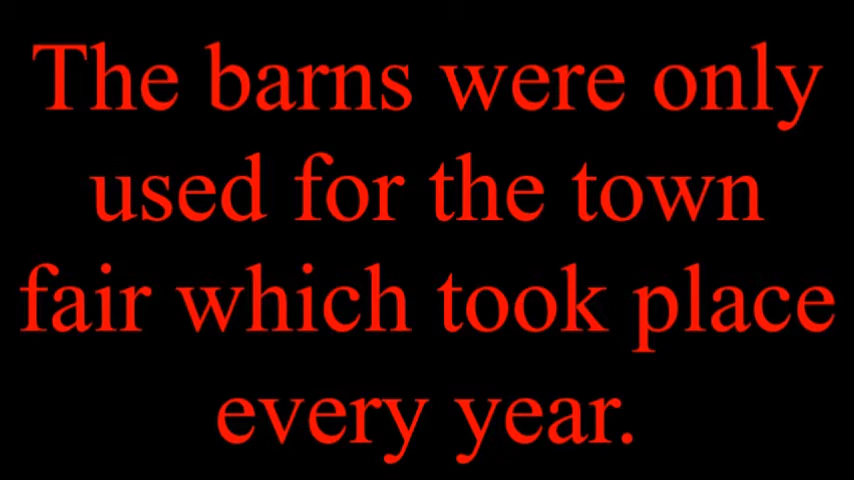 The barns were only
used for the town
fair which took place
every year.